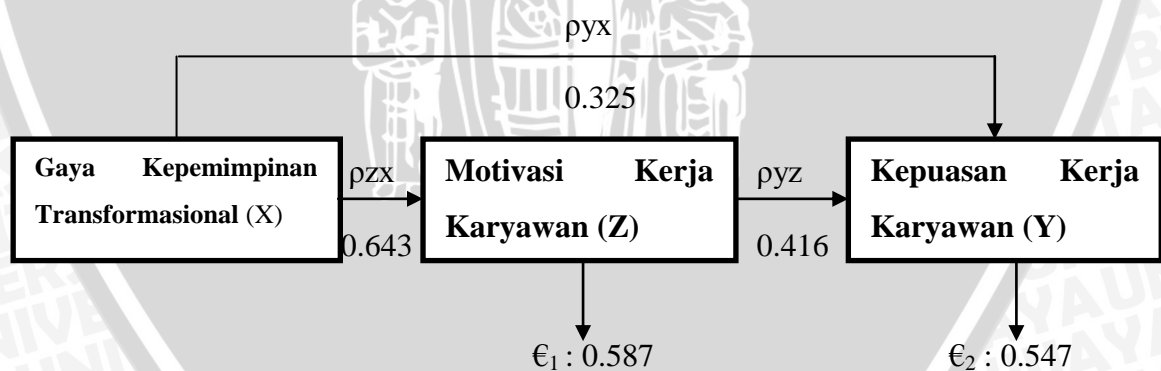 ρyx
0.325
Gaya Kepemimpinan
Transformasional (X)
ρzx
0.643
Motivasi Kerja
Karyawan (Z)
ρyz
0.416
Kepuasan Kerja
Karyawan (Y)
€₁ : 0.587
€₂ : 0.547